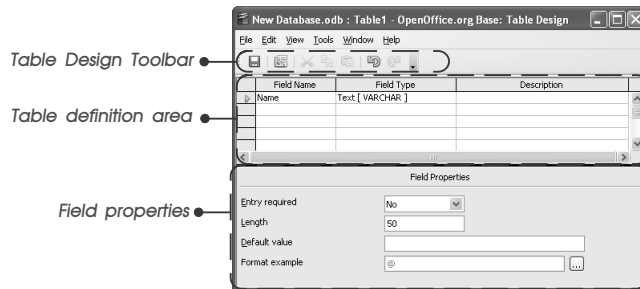 New Database.odb : Table1 - OpenOffice.org Base: Table Design
File Edit View Tools Window Help
Table Design Toolbar
Field Name Field Type Description
Name Text [ VARCHAR ]
Table definition area
Field Properties
Entry required No
Field properties
Length 50
Default value
Format example @ ...